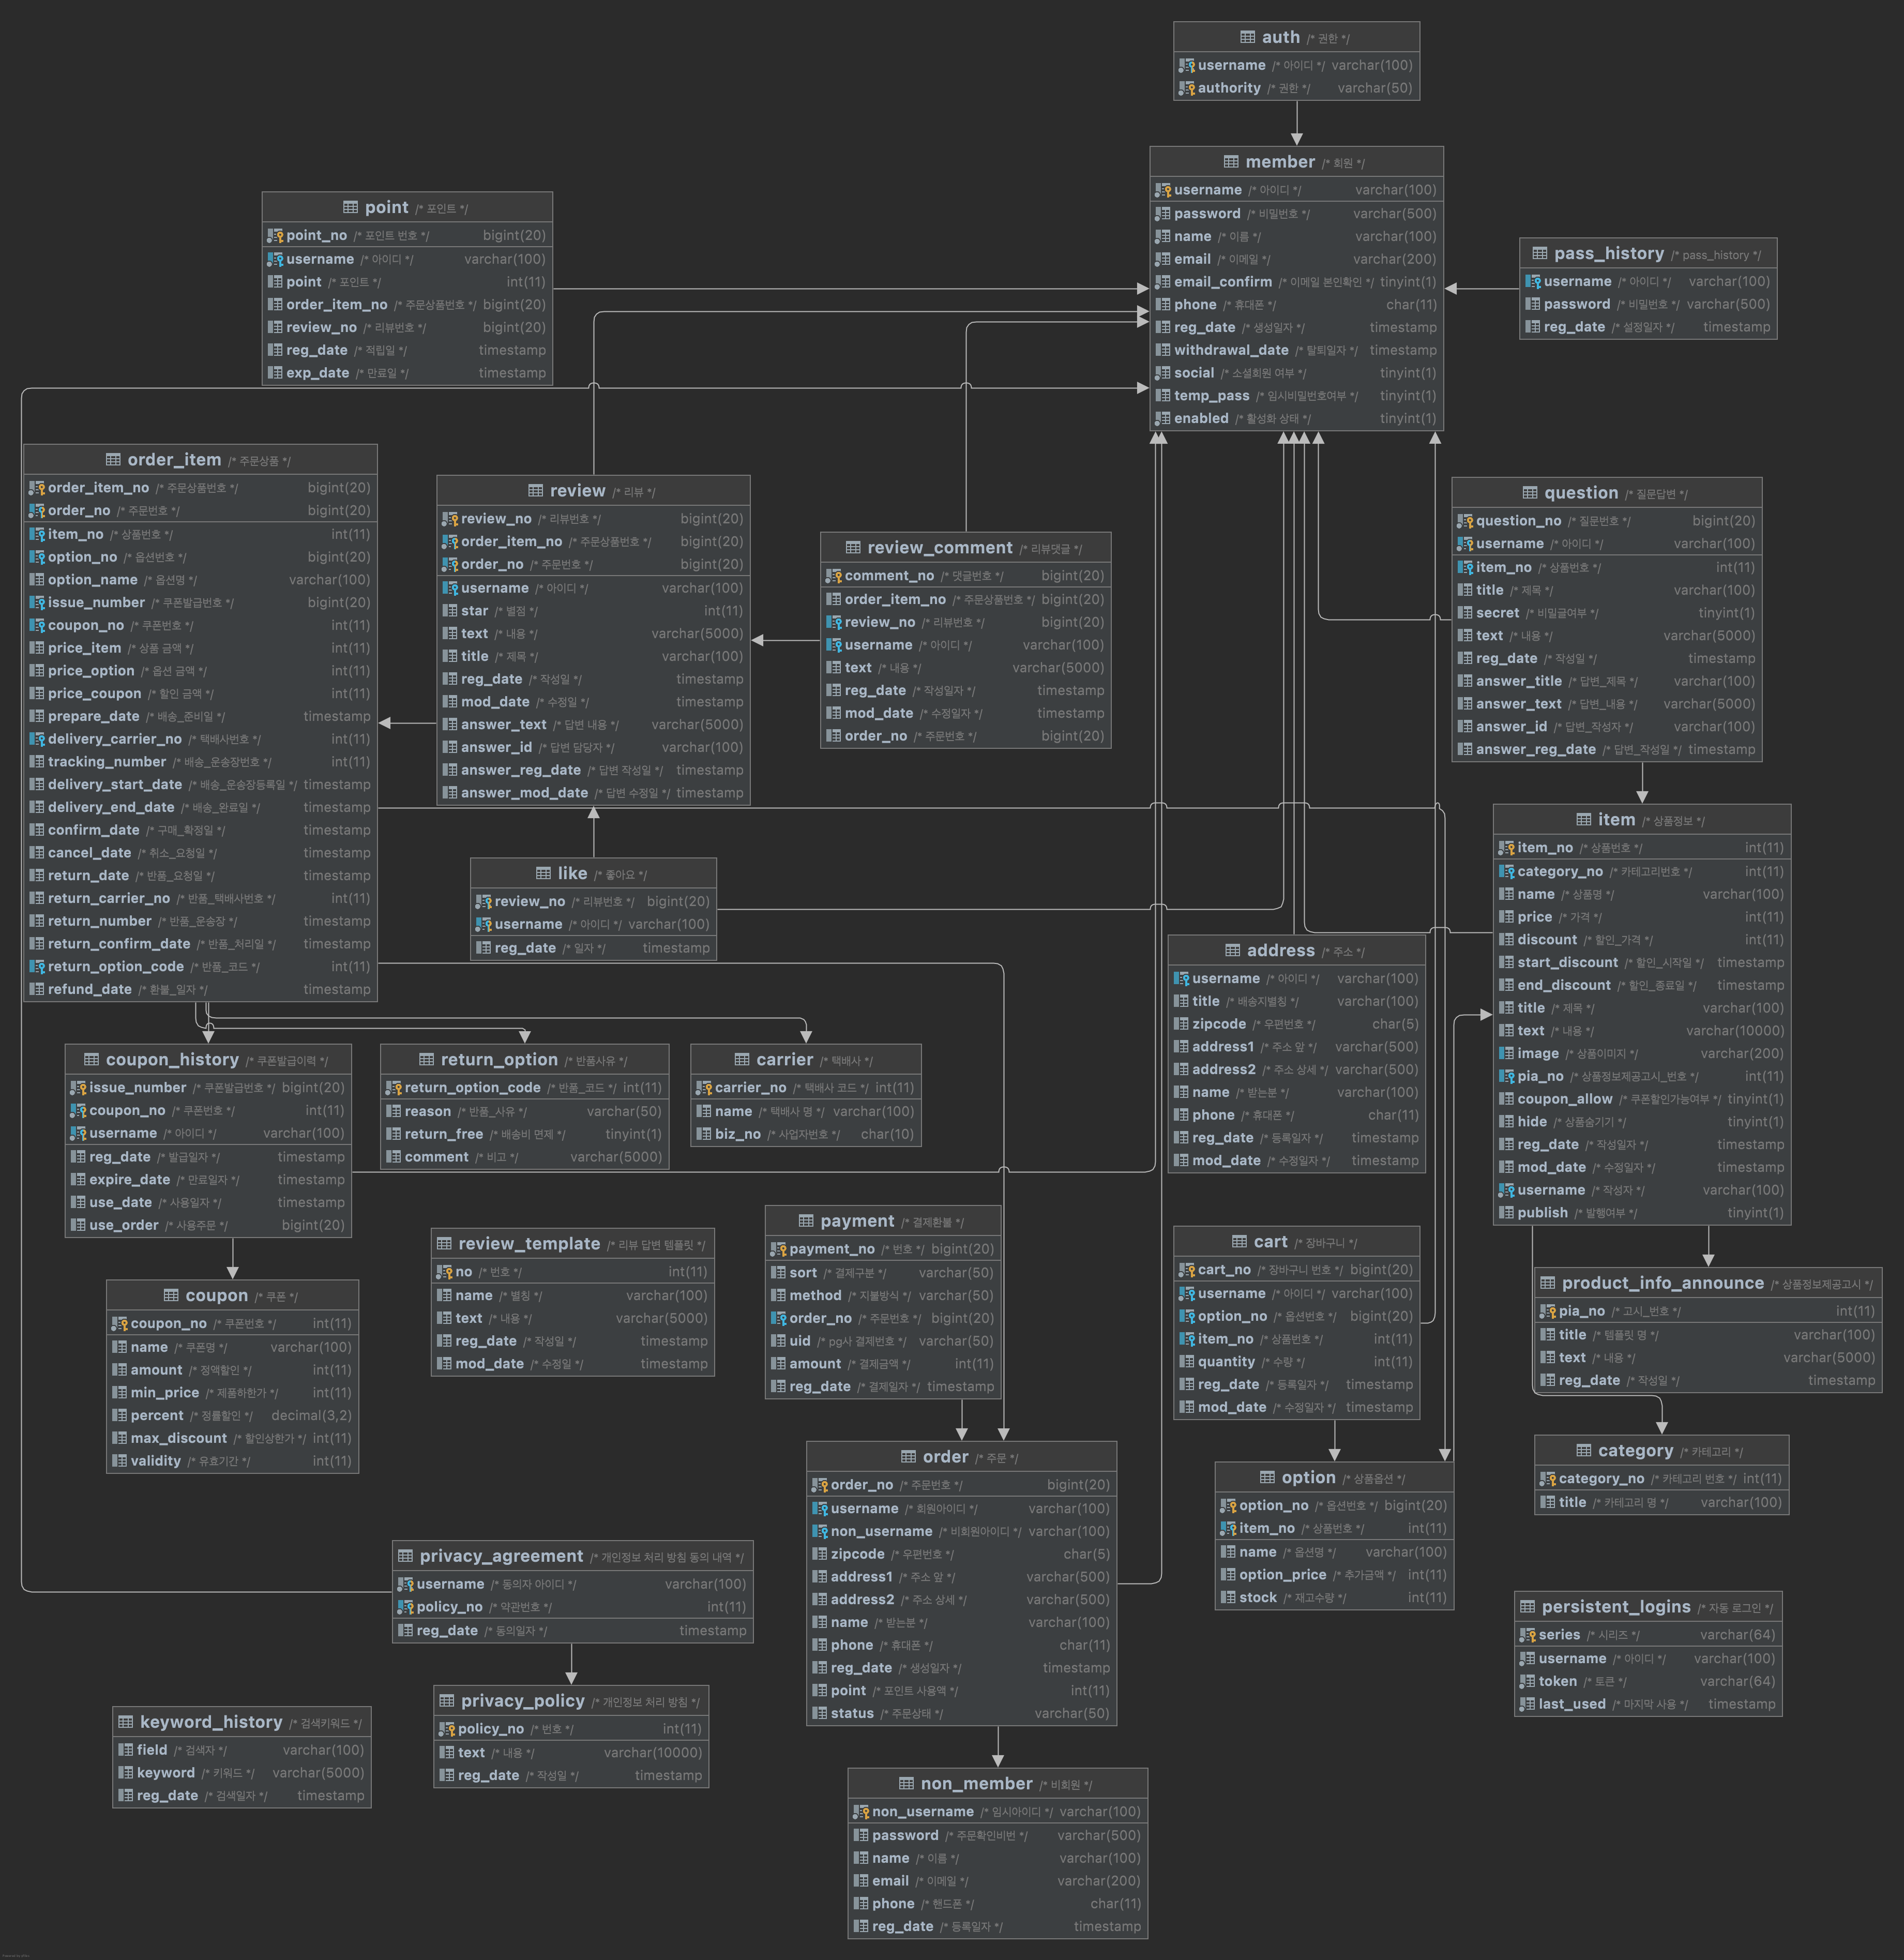 auth /* 권한 */
username /* 아이디 */ varchar(100)
authority /* 권한 */ varchar(50)
member /* 회원 */
username /* 아이디 */ varchar(100)
password /* 비밀번호 */ varchar(500)
name /* 이름 */ varchar(100)
email /* 이메일 */ varchar(200)
email_confirm /* 이메일 본인확인 */ tinyint(1)
phone /* 휴대폰 */ char(11)
reg_date /* 생성일자 */ timestamp
withdrawal_date /* 탈퇴일자 */ timestamp
social /* 소셜회원 여부 */ tinyint(1)
temp_pass /* 임시비밀번호여부 */ tinyint(1)
enabled /* 활성화 상태 */ tinyint(1)
point /* 포인트 */
point_no /* 포인트 번호 */ bigint(20)
username /* 아이디 */ varchar(100)
point /* 포인트 */ int(11)
order_item_no /* 주문상품번호 */ bigint(20)
review_no /* 리뷰번호 */ bigint(20)
reg_date /* 적립일 */ timestamp
exp_date /* 만료일 */ timestamp
pass_history /* pass_history */
username /* 아이디 */ varchar(100)
password /* 비밀번호 */ varchar(500)
reg_date /* 설정일자 */ timestamp
order_item /* 주문상품 */
order_item_no /* 주문상품번호 */ bigint(20)
order_no /* 주문번호 */ bigint(20)
item_no /* 상품번호 */ int(11)
option_no /* 옵션번호 */ bigint(20)
option_name /* 옵션명 */ varchar(100)
issue_number /* 쿠폰발급번호 */ bigint(20)
coupon_no /* 쿠폰번호 */ int(11)
price_item /* 상품 금액 */ int(11)
price_option /* 옵션 금액 */ int(11)
price_coupon /* 할인 금액 */ int(11)
prepare_date /* 배송_준비일 */ timestamp
delivery_carrier_no /* 택배사번호 */ int(11)
tracking_number /* 배송_운송장번호 */ int(11)
delivery_start_date /* 배송_운송장등록일 */ timestamp
delivery_end_date /* 배송_완료일 */ timestamp
confirm_date /* 구매_확정일 */ timestamp
cancel_date /* 취소_요청일 */ timestamp
return_date /* 반품_요청일 */ timestamp
return_carrier_no /* 반품_택배사번호 */ int(11)
return_number /* 반품_운송장 */ timestamp
return_confirm_date /* 반품_처리일 */ timestamp
return_option_code /* 반품_코드 */ int(11)
refund_date /* 환불_일자 */ timestamp
review /* 리뷰 */
review_no /* 리뷰번호 */ bigint(20)
order_item_no /* 주문상품번호 */ bigint(20)
order_no /* 주문번호 */ bigint(20)
username /* 아이디 */ varchar(100)
star /* 별점 */ int(11)
text /* 내용 */ varchar(5000)
title /* 제목 */ varchar(100)
reg_date /* 작성일 */ timestamp
mod_date /* 수정일 */ timestamp
answer_text /* 답변 내용 */ varchar(5000)
answer_id /* 답변 담당자 */ varchar(100)
answer_reg_date /* 답변 작성일 */ timestamp
answer_mod_date /* 답변 수정일 */ timestamp
review_comment /* 리뷰댓글 */
comment_no /* 댓글번호 */ bigint(20)
order_item_no /* 주문상품번호 */ bigint(20)
review_no /* 리뷰번호 */ bigint(20)
username /* 아이디 */ varchar(100)
text /* 내용 */ varchar(5000)
reg_date /* 작성일자 */ timestamp
mod_date /* 수정일자 */ timestamp
order_no /* 주문번호 */ bigint(20)
question /* 질문답변 */
question_no /* 질문번호 */ bigint(20)
username /* 아이디 */ varchar(100)
item_no /* 상품번호 */ int(11)
title /* 제목 */ varchar(100)
secret /* 비밀글여부 */ tinyint(1)
text /* 내용 */ varchar(5000)
reg_date /* 작성일 */ timestamp
answer_title /* 답변_제목 */ varchar(100)
answer_text /* 답변_내용 */ varchar(5000)
answer_id /* 답변_작성자 */ varchar(100)
answer_reg_date /* 답변_작성일 */ timestamp
like /* 좋아요 */
review_no /* 리뷰번호 */ bigint(20)
username /* 아이디 */ varchar(100)
reg_date /* 일자 */ timestamp
item /* 상품정보 */
item_no /* 상품번호 */ int(11)
category_no /* 카테고리번호 */ int(11)
name /* 상품명 */ varchar(100)
price /* 가격 */ int(11)
discount /* 할인_가격 */ int(11)
start_discount /* 할인_시작일 */ timestamp
end_discount /* 할인_종료일 */ timestamp
title /* 제목 */ varchar(100)
text /* 내용 */ varchar(10000)
image /* 상품이미지 */ varchar(200)
pia_no /* 상품정보제공고시_번호 */ int(11)
coupon_allow /* 쿠폰할인가능여부 */ tinyint(1)
hide /* 상품숨기기 */ tinyint(1)
reg_date /* 작성일자 */ timestamp
mod_date /* 수정일자 */ timestamp
username /* 작성자 */ varchar(100)
publish /* 발행여부 */ tinyint(1)
address /* 주소 */
username /* 아이디 */ varchar(100)
title /* 배송지별칭 */ varchar(100)
zipcode /* 우편번호 */ char(5)
address1 /* 주소 앞 */ varchar(500)
address2 /* 주소 상세 */ varchar(500)
name /* 받는분 */ varchar(100)
phone /* 휴대폰 */ char(11)
reg_date /* 등록일자 */ timestamp
mod_date /* 수정일자 */ timestamp
coupon_history /* 쿠폰발급이력 */
issue_number /* 쿠폰발급번호 */ bigint(20)
coupon_no /* 쿠폰번호 */ int(11)
username /* 아이디 */ varchar(100)
reg_date /* 발급일자 */ timestamp
expire_date /* 만료일자 */ timestamp
use_date /* 사용일자 */ timestamp
use_order /* 사용주문 */ bigint(20)
return_option /* 반품사유 */
return_option_code /* 반품_코드 */ int(11)
reason /* 반품_사유 */ varchar(50)
return_free /* 배송비 면제 */ tinyint(1)
comment /* 비고 */ varchar(5000)
carrier /* 택배사 */
carrier_no /* 택배사 코드 */ int(11)
name /* 택배사 명 */ varchar(100)
biz_no /* 사업자번호 */ char(10)
review_template /* 리뷰 답변 템플릿 */
no /* 번호 */ int(11)
name /* 별칭 */ varchar(100)
text /* 내용 */ varchar(5000)
reg_date /* 작성일 */ timestamp
mod_date /* 수정일 */ timestamp
payment /* 결제환불 */
payment_no /* 번호 */ bigint(20)
sort /* 결제구분 */ varchar(50)
method /* 지불방식 */ varchar(50)
order_no /* 주문번호 */ bigint(20)
uid /* pg사 결제번호 */ varchar(50)
amount /* 결제금액 */ int(11)
reg_date /* 결제일자 */ timestamp
cart /* 장바구니 */
cart_no /* 장바구니 번호 */ bigint(20)
username /* 아이디 */ varchar(100)
option_no /* 옵션번호 */ bigint(20)
item_no /* 상품번호 */ int(11)
quantity /* 수량 */ int(11)
reg_date /* 등록일자 */ timestamp
mod_date /* 수정일자 */ timestamp
product_info_announce /* 상품정보제공고시 */
pia_no /* 고시_번호 */ int(11)
title /* 템플릿 명 */ varchar(100)
text /* 내용 */ varchar(5000)
reg_date /* 작성일 */ timestamp
coupon /* 쿠폰 */
coupon_no /* 쿠폰번호 */ int(11)
name /* 쿠폰명 */ varchar(100)
amount /* 정액할인 */ int(11)
min_price /* 제품하한가 */ int(11)
percent /* 정률할인 */ decimal(3,2)
max_discount /* 할인상한가 */ int(11)
validity /* 유효기간 */ int(11)
order /* 주문 */
order_no /* 주문번호 */ bigint(20)
username /* 회원아이디 */ varchar(100)
non_username /* 비회원아이디 */ varchar(100)
zipcode /* 우편번호 */ char(5)
address1 /* 주소 앞 */ varchar(500)
address2 /* 주소 상세 */ varchar(500)
name /* 받는분 */ varchar(100)
phone /* 휴대폰 */ char(11)
reg_date /* 생성일자 */ timestamp
point /* 포인트 사용액 */ int(11)
status /* 주문상태 */ varchar(50)
option /* 상품옵션 */
option_no /* 옵션번호 */ bigint(20)
item_no /* 상품번호 */ int(11)
name /* 옵션명 */ varchar(100)
option_price /* 추가금액 */ int(11)
stock /* 재고수량 */ int(11)
category /* 카테고리 */
category_no /* 카테고리 번호 */ int(11)
title /* 카테고리 명 */ varchar(100)
privacy_agreement /* 개인정보 처리 방침 동의 내역 */
username /* 동의자 아이디 */ varchar(100)
policy_no /* 약관번호 */ int(11)
reg_date /* 동의일자 */ timestamp
persistent_logins /* 자동 로그인 */
series /* 시리즈 */ varchar(64)
username /* 아이디 */ varchar(100)
token /* 토큰 */ varchar(64)
last_used /* 마지막 사용 */ timestamp
keyword_history /* 검색키워드 */
field /* 검색자 */ varchar(100)
keyword /* 키워드 */ varchar(5000)
reg_date /* 검색일자 */ timestamp
privacy_policy /* 개인정보 처리 방침 */
policy_no /* 번호 */ int(11)
text /* 내용 */ varchar(10000)
reg_date /* 작성일 */ timestamp
non_member /* 비회원 */
non_username /* 임시아이디 */ varchar(100)
password /* 주문확인비번 */ varchar(500)
name /* 이름 */ varchar(100)
email /* 이메일 */ varchar(200)
phone /* 핸드폰 */ char(11)
reg_date /* 등록일자 */ timestamp